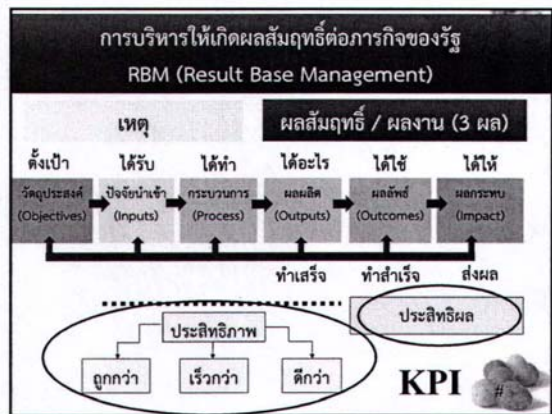 การบริหารให้เกิดผลสัมฤทธิ์ต่อภารกิจของรัฐ
RBM (Result Base Management)
เหตุ
ผลสัมฤทธิ์ / ผลงาน (3 ผล)
ตั้งเป้า ได้รับ ได้ทำ ได้อะไร ได้ใช้ ได้ให้
วัตถุประสงค์ ปัจจัยนำเข้า กระบวนการ ผลผลิต ผลลัพธ์ ผลกระทบ
(Objectives) (Inputs) (Process) (Outputs) (Outcomes) (Impact)
ทำเสร็จ ทำสำเร็จ ส่งผล
ประสิทธิผล
ประสิทธิภาพ
ถูกกว่า เร็วกว่า ดีกว่า
KPI #